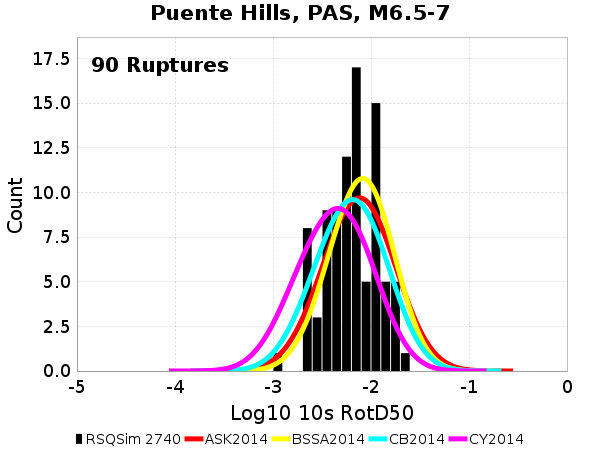 Puente Hills, PAS, M6.5-7
90 Ruptures
Count
17.5
15.0
12.5
10.0
7.5
5.0
2.5
0.0
-5 -4 -3 -2 -1 0
Log10 10s RotD50
RSQSim 2740 ASK2014 BSSA2014 CB2014 CY2014